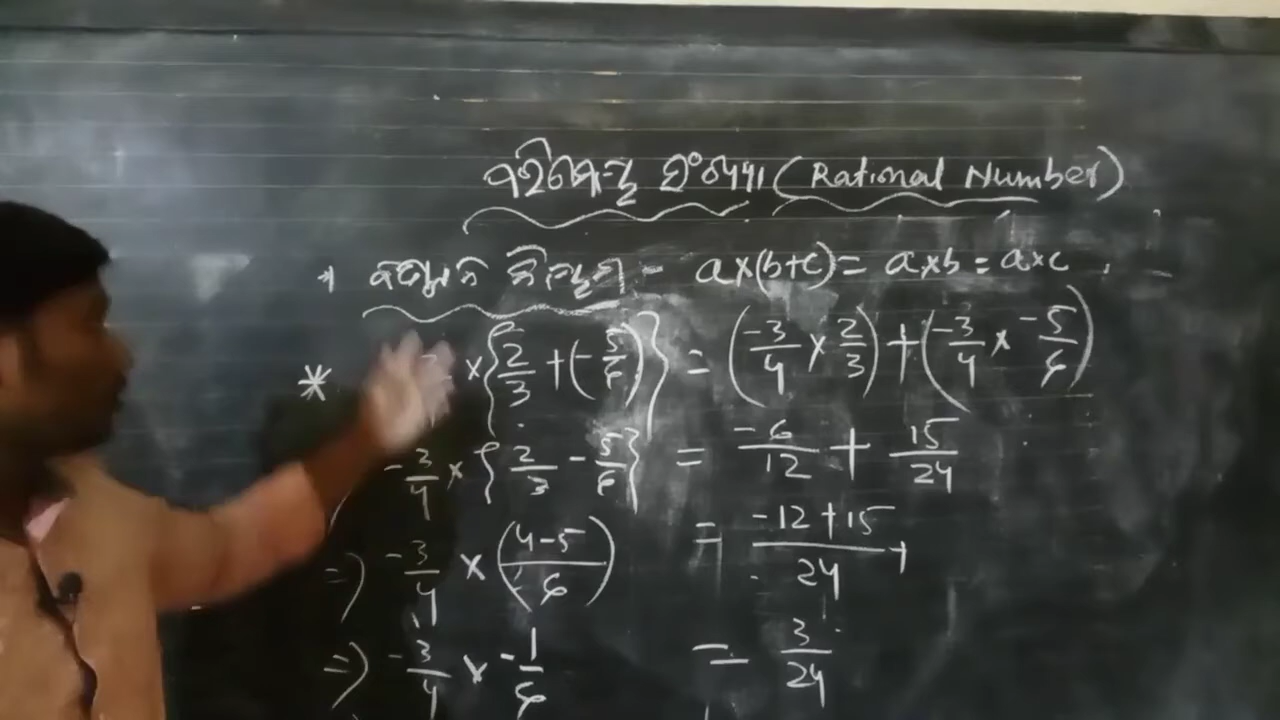 ପରିମେୟ ସଂଖ୍ୟା (Rational Number)
* ବଣ୍ଟନ ନିୟମ - a×(b+c) = a×b = a×c.
* × {2/3 + (-5/6)} = (-3/4 × 2/3) + (-3/4 × -5/6)
-3/4 × {2/3 - 5/6} = -6/12 + 15/24
=) -3/4 × (4-5/6) = -12+15/24
=) -3/4 × -1/6 = 3/24